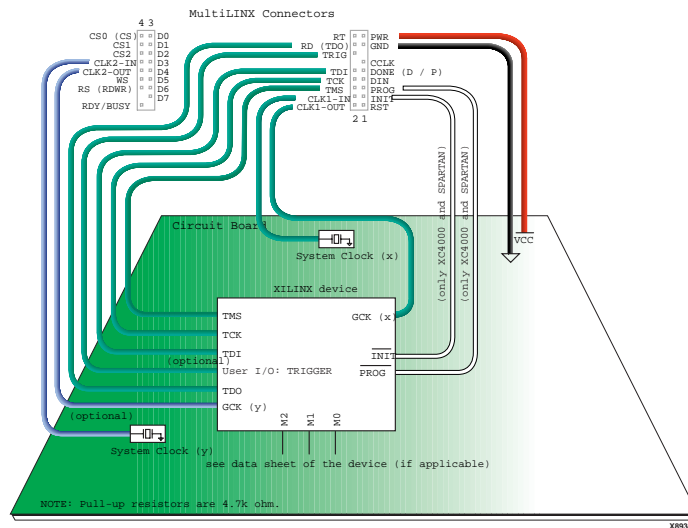 MultiLINX Connectors
4 3
CS0 (CS) D0
CS1 D1
CS2 D2
CLK2-IN D3
CLK2-OUT D4
WS D5
RS (RDWR) D6
D7
RDY/BUSY
RT PWR
RD (TDO) GND
TRIG
CCLK
TDI DONE (D / P)
TCK DIN
TMS PROG
CLK1-IN INIT
CLK1-OUT RST
2 1
(only XC4000 and SPARTAN)
(only XC4000 and SPARTAN)
Circuit Board
VCC
System Clock (x)
XILINX device
TMS GCK (x)
TCK
TDI INIT
(optional)
User I/O: TRIGGER PROG
TDO
GCK (y)
(optional)
M2 M1 M0
System Clock (y)
see data sheet of the device (if applicable)
NOTE: Pull-up resistors are 4.7k ohm.